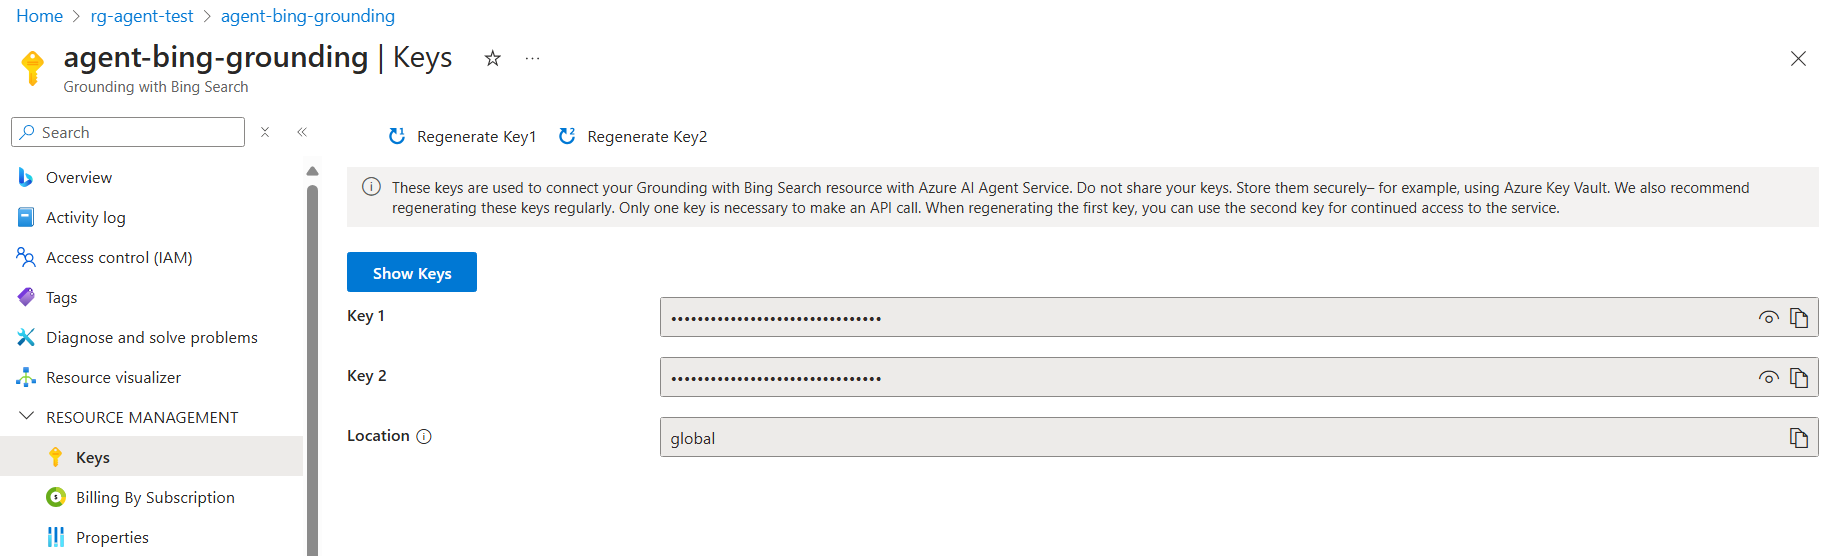 Home > rg-agent-test > agent-bing-grounding
agent-bing-grounding | Keys
Grounding with Bing Search
Search
Regenerate Key1
Regenerate Key2
Overview
Activity log
Access control (IAM)
Tags
Diagnose and solve problems
Resource visualizer
RESOURCE MANAGEMENT
Keys
Billing By Subscription
Properties
These keys are used to connect your Grounding with Bing Search resource with Azure AI Agent Service. Do not share your keys. Store them securely– for example, using Azure Key Vault. We also recommend
regenerating these keys regularly. Only one key is necessary to make an API call. When regenerating the first key, you can use the second key for continued access to the service.
Show Keys
Key 1
••••••••••••••••••••••••••••••••
Key 2
••••••••••••••••••••••••••••••••
Location
global